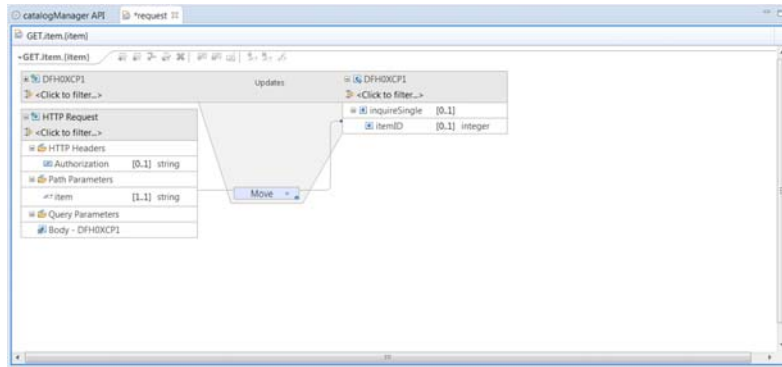 catalogManager API
*request
GET.item.{item}
GET.item.{item}
DFH0XCP1
<Click to filter...>
Updates
DFH0XCP1
<Click to filter...>
inquireSingle [0..1]
itemID [0..1] integer
HTTP Request
<Click to filter...>
HTTP Headers
Authorization [0..1] string
Path Parameters
item [1..1] string
Move
Query Parameters
Body - DFH0XCP1